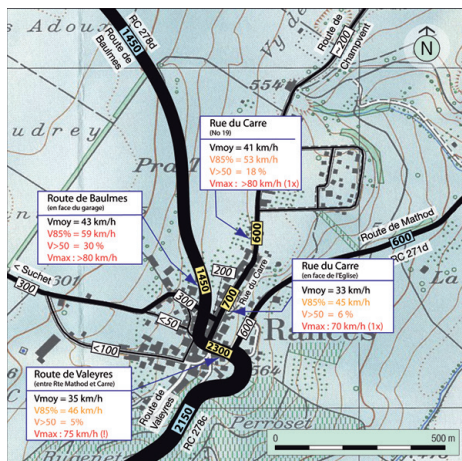 s Adoux
RC 278d
1450
Route de
Baulmes
Route de
Champvent
~200
Vy de
N
554
udrey
Pra
Rue du Carre
(No 19)
Vmoy = 41 km/h
V85% = 53 km/h
V>50 = 18 %
Vmax : >80 km/h (1x)
Route de Baulmes
(en face du garage)
Vmoy = 43 km/h
V85% = 59 km/h
V>50 = 30 %
Vmax : >80 km/h
600
Route de Mathod
600
RC 271d
La
< Suchet
300
301
1450
200
Rue du Carre
700
300
<50
<100
600
Rue du Carre
(en face de l'Eglise)
Vmoy = 33 km/h
V85% = 45 km/h
V>50 = 6 %
Vmax : 70 km/h (1x)
Rances
2300
564
Route de Valeyres
(entre Rte Mathod et Carre)
Vmoy = 35 km/h
V85% = 46 km/h
V>50 = 5%
Vmax : 75 km/h (!)
Route de
Valeyres
2150
RC 278c
Perroset
0
500 m